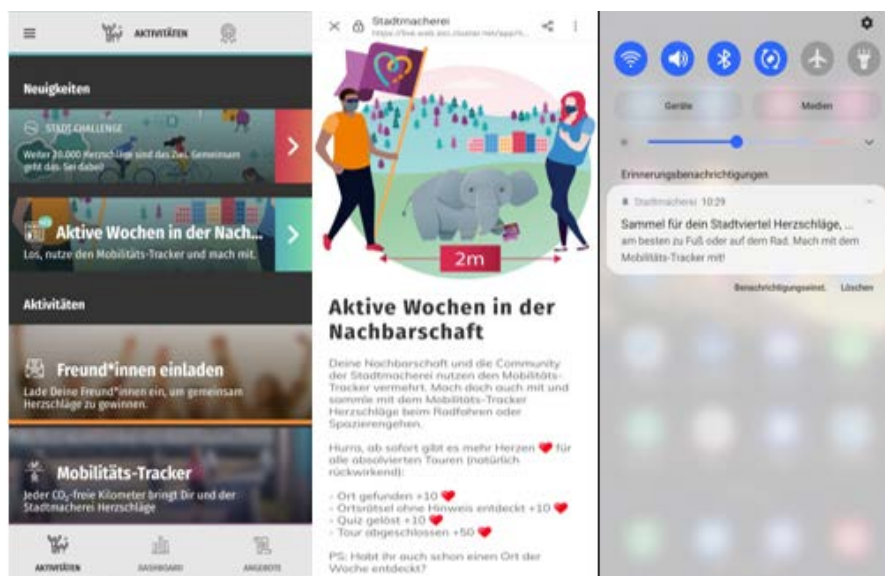 AKTIVITÄTEN
Neuigkeiten
STADT-CHALLENGE
Weiter 20.000 Herzschläge sind das Ziel. Gemeinsam
geht das. Sei dabei!
Aktive Wochen in der Nach...
Los, nutze den Mobilitäts-Tracker und mach mit.
Aktivitäten
Freund*innen einladen
Lade Deine Freund*innen ein, um gemeinsam
Herzschläge zu gewinnen.
Mobilitäts-Tracker
Jeder CO₂-freie Kilometer bringt Dir und der
Stadtmacherei Herzschläge
AKTIVITÄTEN
DASHBOARD
ANGEBOTE
Stadtmacherei
2m
Aktive Wochen in der
Nachbarschaft
Deine Nachbarschaft und die Community
der Stadtmacherei nutzen den Mobilitäts-
Tracker vermehrt. Mach doch auch mit und
sammle mit dem Mobilitäts-Tracker
Herzschläge beim Radfahren oder
Spazierengehen.
Hurra, ab sofort gibt es mehr Herzen ❤ für
alle absolvierten Touren (natürlich
rückwirkend):
- Ort gefunden +10 ❤
- Ortsrätsel ohne Hinweis entdeckt +10 ❤
- Quiz gelöst +10 ❤
- Tour abgeschlossen +50 ❤
PS: Habt ihr auch schon einen Ort der
Woche entdeckt?
Geräte
Medien
Erinnerungsbenachrichtigungen
Stadtmacherei 10:29
Sammel für dein Stadtviertel Herzschläge, ...
am besten zu Fuß oder auf dem Rad. Mach mit dem
Mobilitäts-Tracker mit!
Benachrichtigungseinst.
Löschen